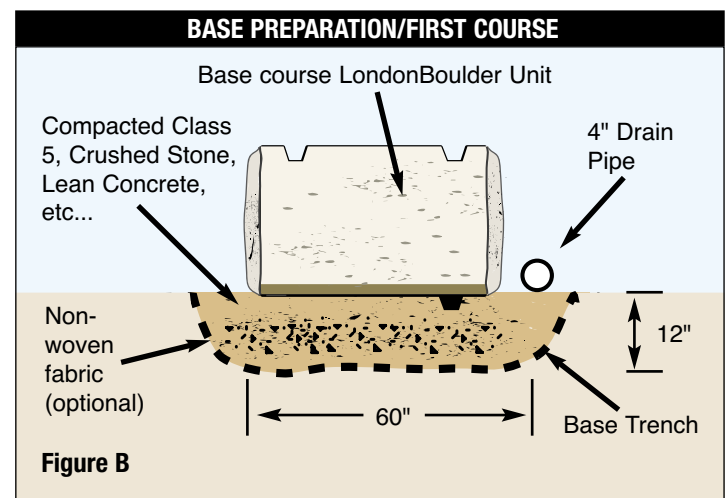 BASE PREPARATION/FIRST COURSE
Base course LondonBoulder Unit
Compacted Class
5, Crushed Stone,
Lean Concrete,
etc...
4" Drain
Pipe
Non-
woven
fabric
(optional)
12"
60"
Base Trench
Figure B